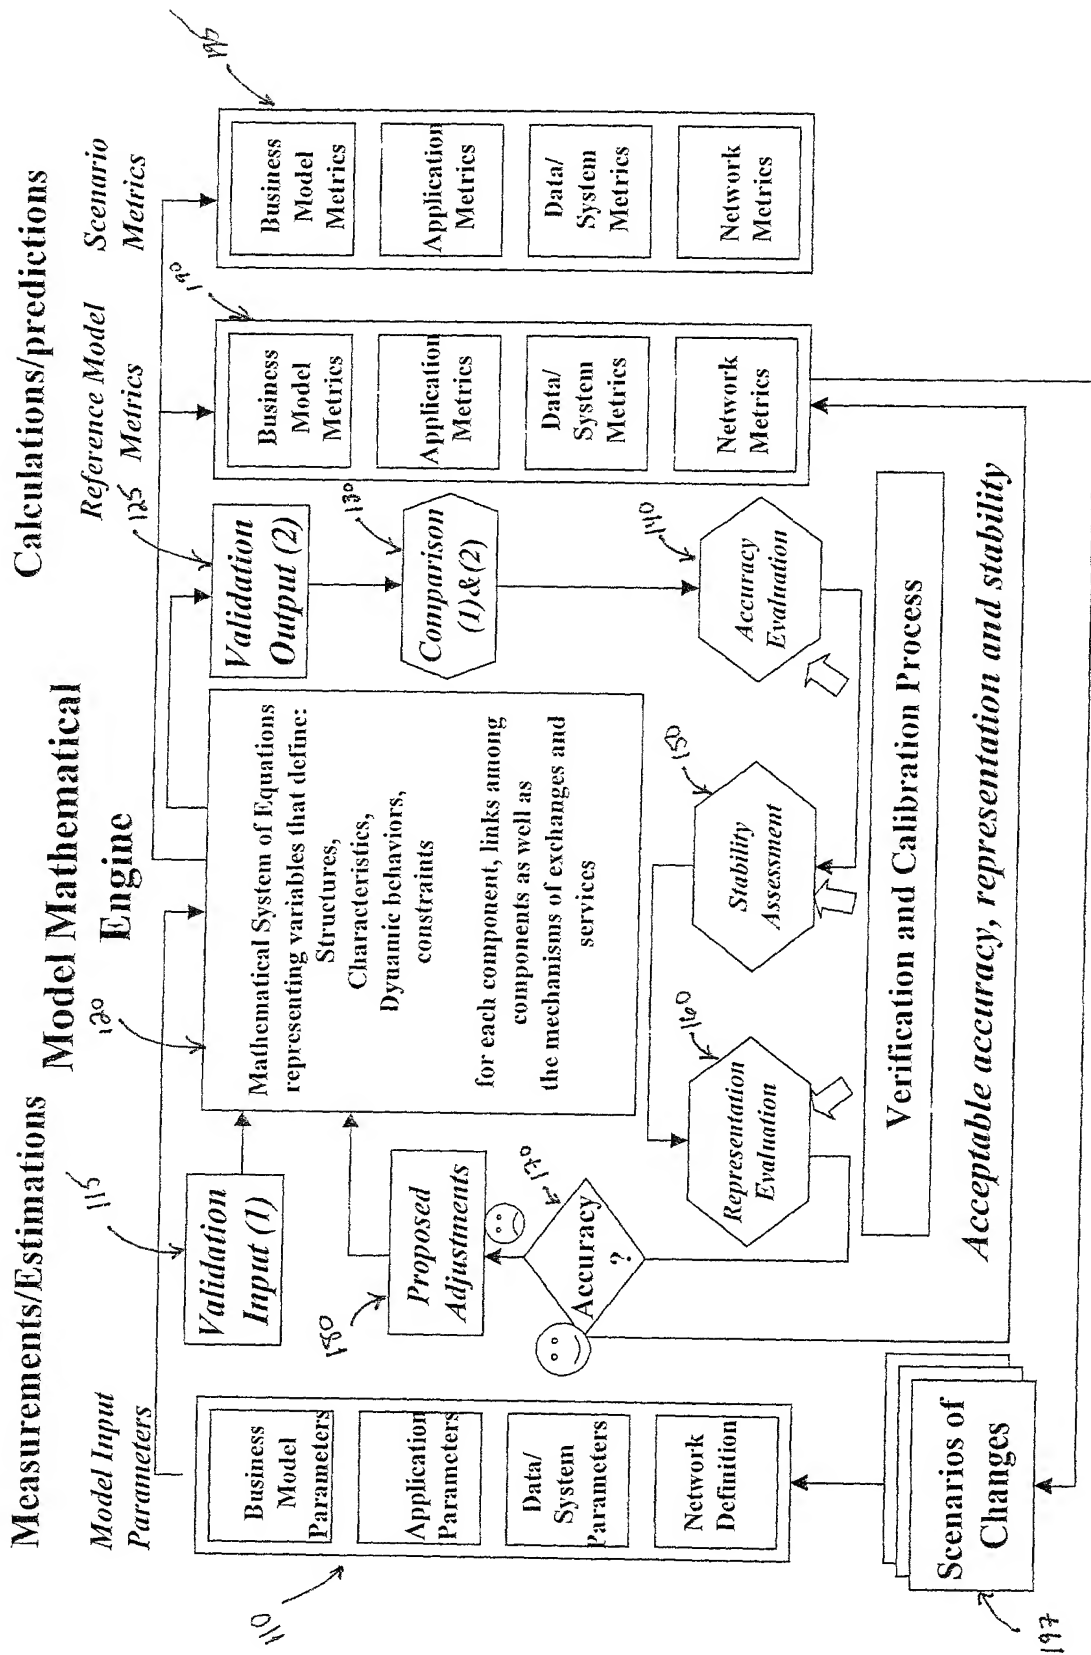 Measurements/Estimations
Model Mathematical
Engine
Calculations/predictions
Model Input
Parameters
Reference Model
Metrics
Scenario
Metrics
110
Business
Model
Parameters
Application
Parameters
Data/
System
Parameters
Network
Definition
Scenarios of
Changes
197
115
Validation
Input (1)
180
Proposed
Adjustments
170
Accuracy
?
120
Mathematical System of Equations
representing variables that define:
Structures,
Characteristics,
Dynamic behaviors,
constraints
for each component, links among
components as well as
the mechanisms of exchanges and
services
160
Representation
Evaluation
150
Stability
Assessment
140
Accuracy
Evaluation
125
Validation
Output (2)
130
Comparison
(1)&(2)
Verification and Calibration Process
Acceptable accuracy, representation and stability
190
Business
Model
Metrics
Application
Metrics
Data/
System
Metrics
Network
Metrics
195
Business
Model
Metrics
Application
Metrics
Data/
System
Metrics
Network
Metrics